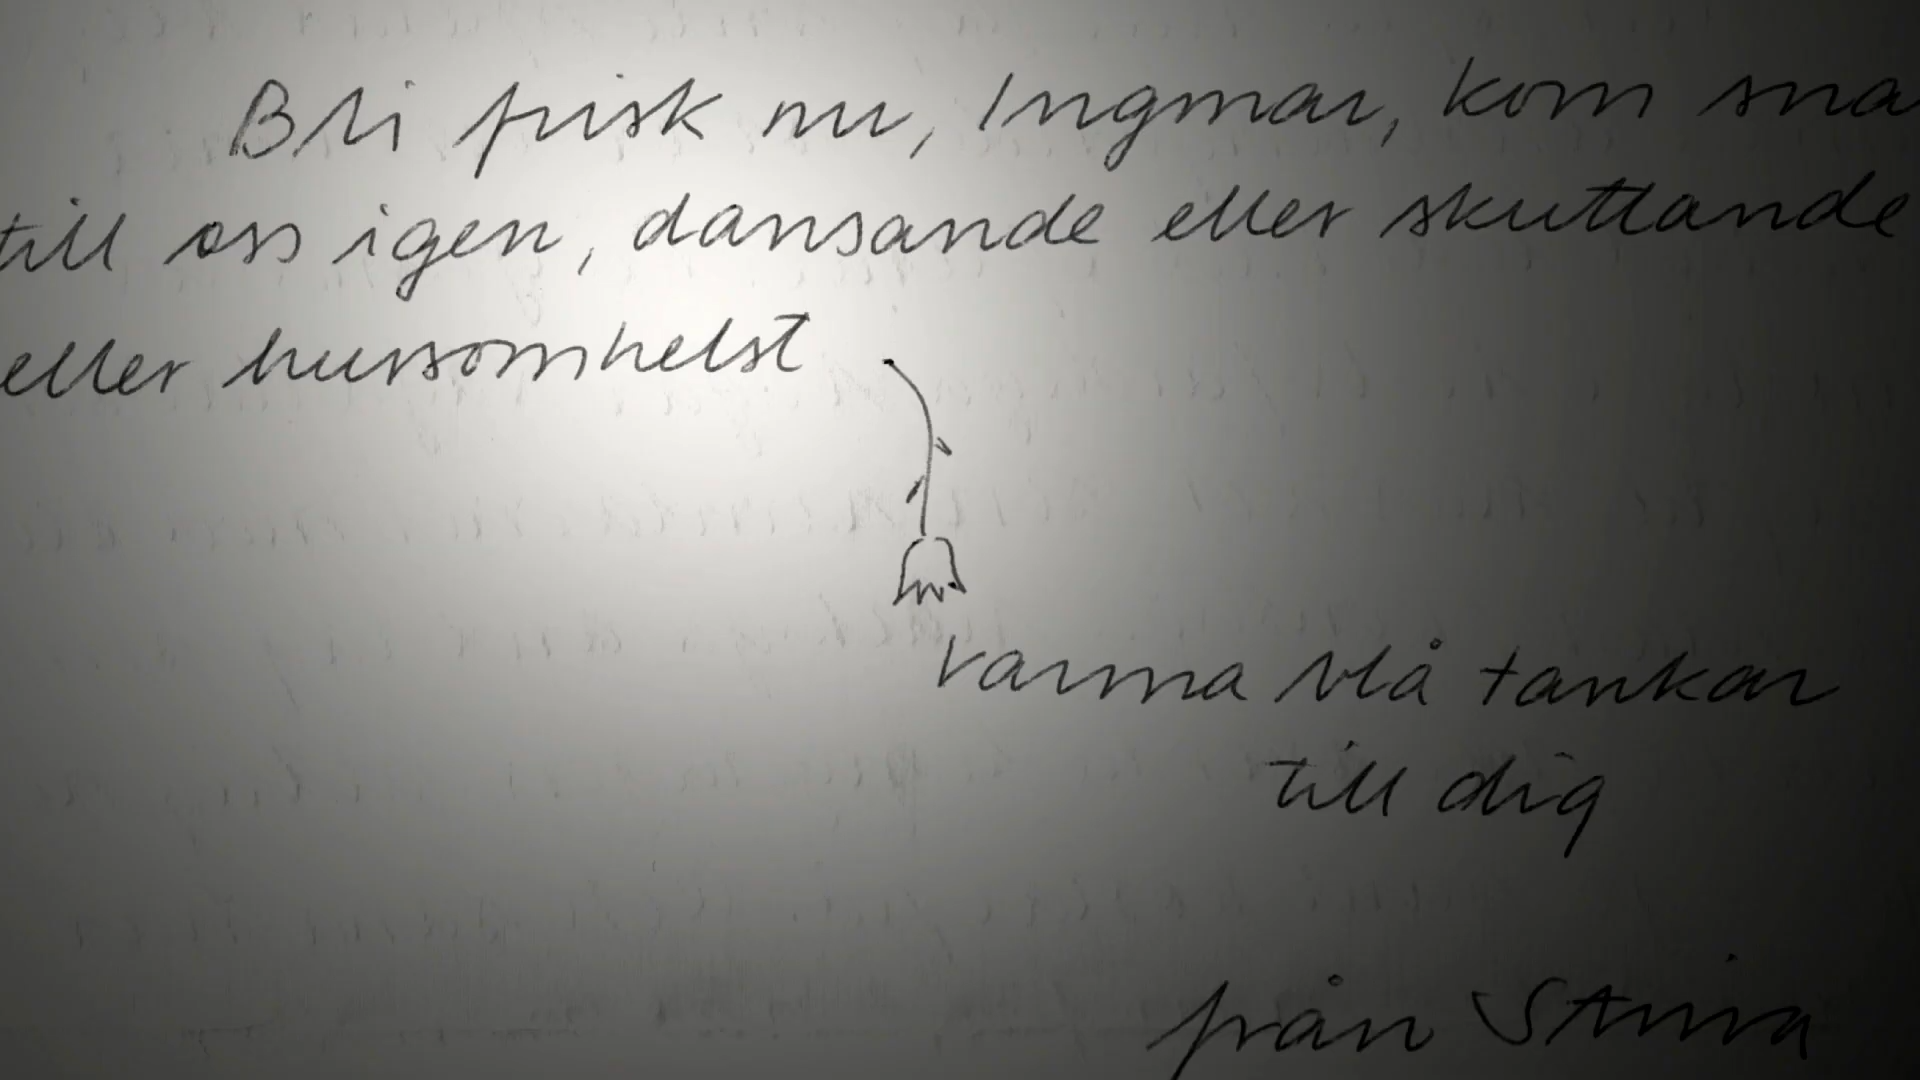 Bli frisk nu, Ingmar, kom sna
till oss igen, dansande eller skuttande
eller hursomhelst
varma blå tankar
till dig
från Stina